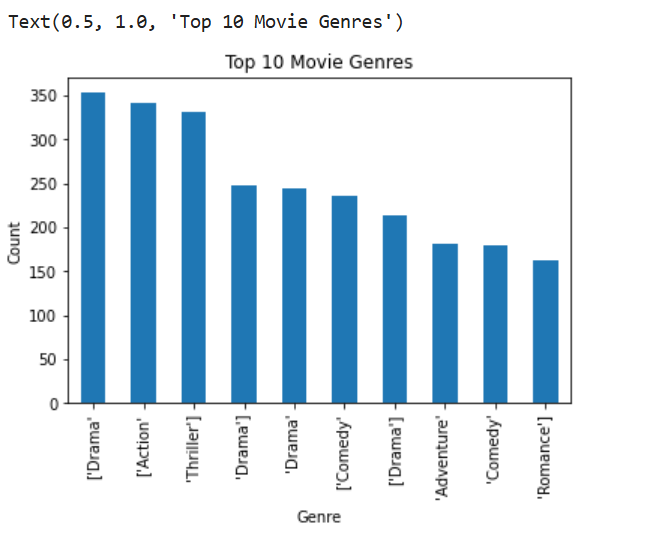 Text(0.5, 1.0, 'Top 10 Movie Genres')
Top 10 Movie Genres
350
300
250
200
150
100
50
0
Count
['Drama'
['Action'
'Thriller']
'Drama']
'Drama'
['Comedy'
['Drama']
'Adventure'
'Comedy'
'Romance']
Genre